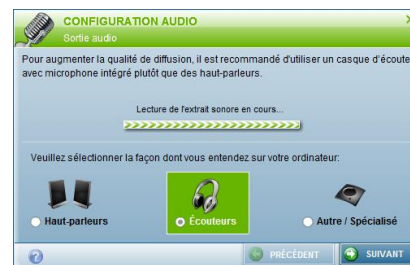 CONFIGURATION AUDIO
Sortie audio
Pour augmenter la qualité de diffusion, il est recommandé d'utiliser un casque d'écoute
avec microphone intégré plutôt que des haut-parleurs.
Lecture de l'extrait sonore en cours...
Veuillez sélectionner la façon dont vous entendez sur votre ordinateur:
Haut-parleurs
Écouteurs
Autre / Spécialisé
PRÉCÉDENT
SUIVANT